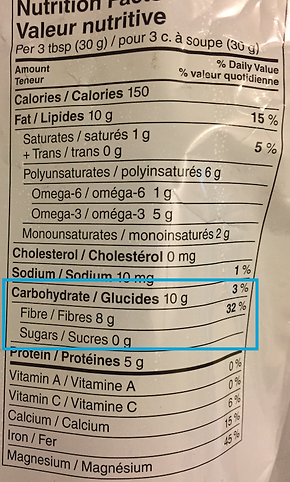 Nutrition Facts
Valeur nutritive
Per 3 tbsp (30 g) / pour 3 c. à soupe (30 g)
Amount % Daily Value
Teneur % valeur quotidienne
Calories / Calories 150
Fat / Lipides 10 g 15 %
Saturates / saturés 1 g
+ Trans / trans 0 g 5 %
Polyunsaturates / polyinsaturés 6 g
Omega-6 / oméga-6 1 g
Omega-3 / oméga-3 5 g
Monounsaturates / monoinsaturés 2 g
Cholesterol / Cholestérol 0 mg
Sodium / Sodium 10 mg 1 %
Carbohydrate / Glucides 10 g 3 %
Fibre / Fibres 8 g 32 %
Sugars / Sucres 0 g
Protein / Protéines 5 g
Vitamin A / Vitamine A 0 %
Vitamin C / Vitamine C 0 %
Calcium / Calcium 6 %
Iron / Fer 15 %
Magnesium / Magnésium 45 %